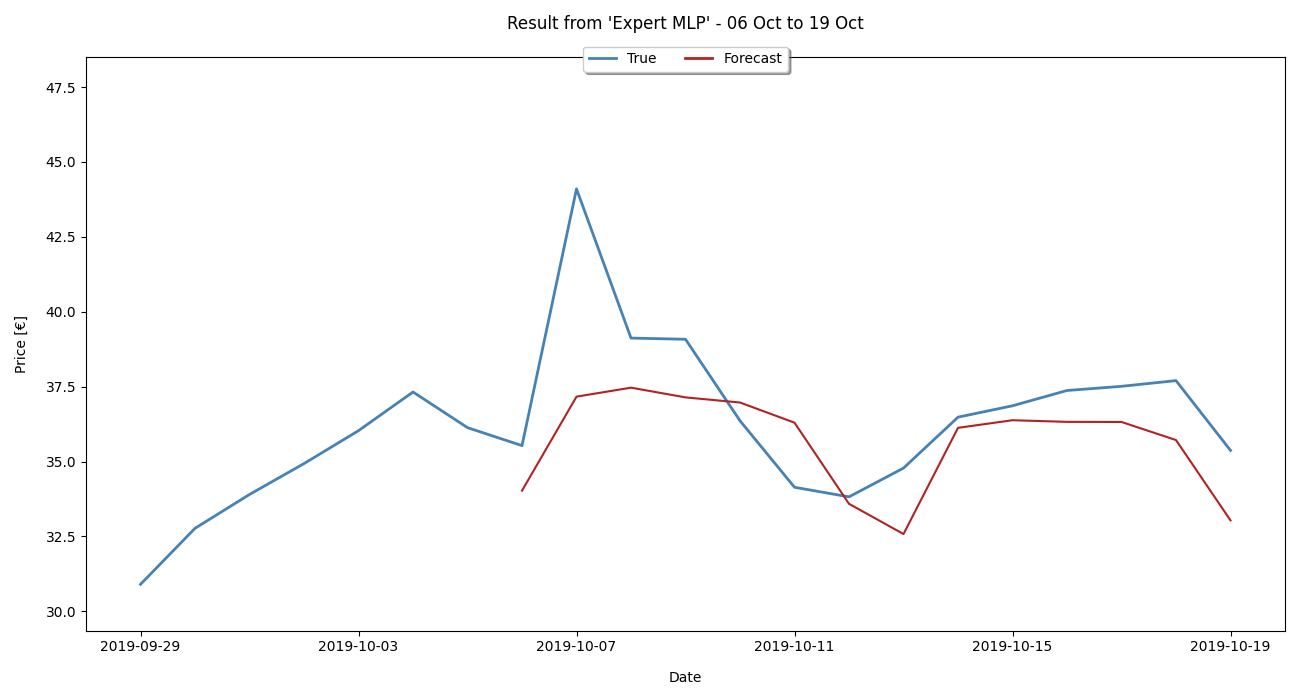 Result from 'Expert MLP' - 06 Oct to 19 Oct
True Forecast
47.5
45.0
42.5
40.0
37.5
35.0
32.5
30.0
Price [€]
2019-09-29 2019-10-03 2019-10-07 2019-10-11 2019-10-15 2019-10-19
Date